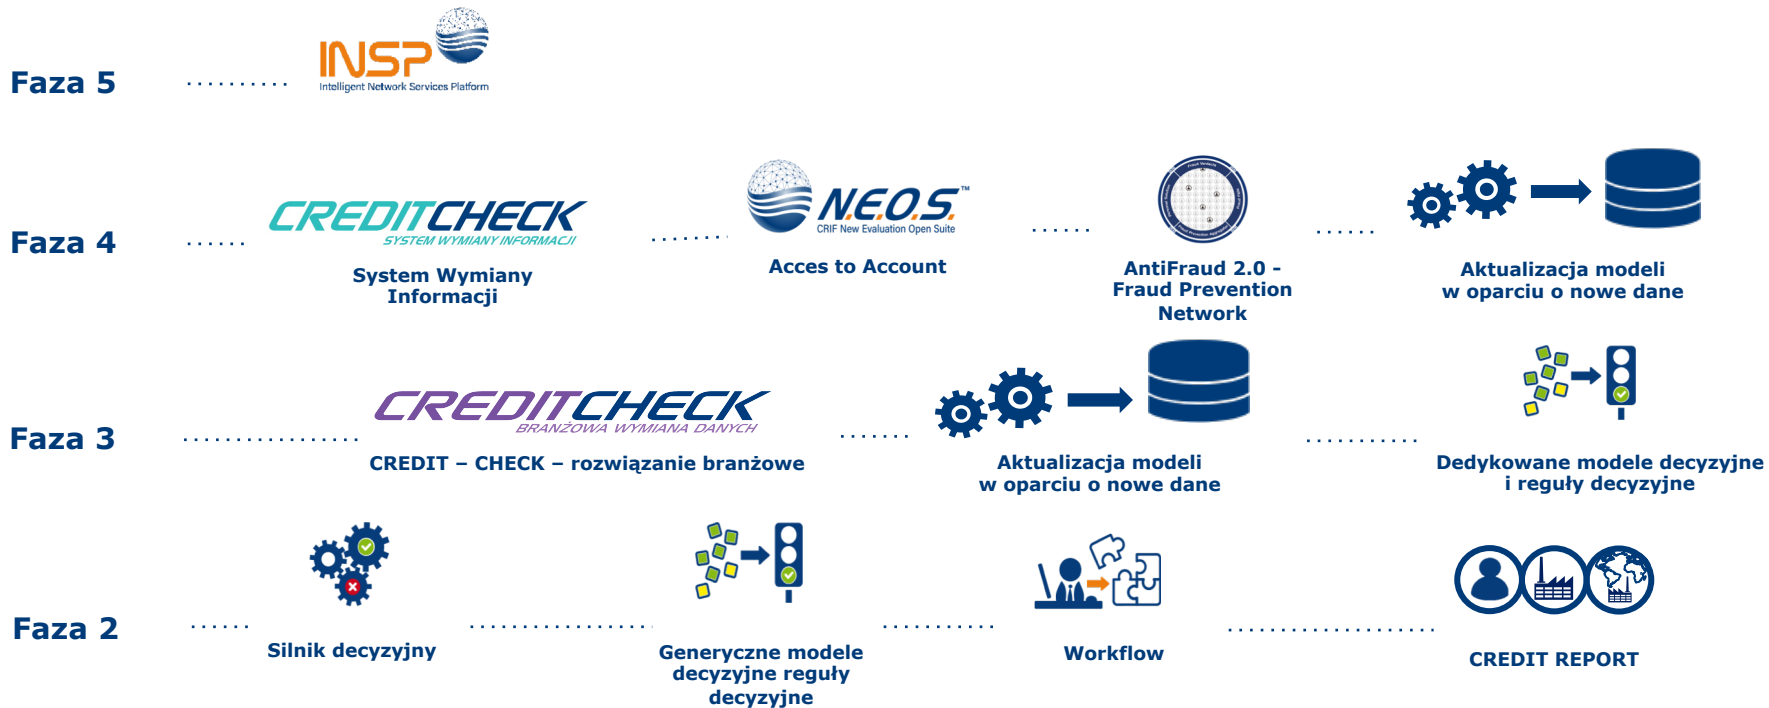 INSP
Intelligent Network Services Platform
Faza 5
CREDITCHECK
SYSTEM WYMIANY INFORMACJI
N.E.O.S.™
CRIF New Evaluation Open Suite
Faza 4
System Wymiany
Informacji
Acces to Account
AntiFraud 2.0 -
Fraud Prevention
Network
Aktualizacja modeli
w oparciu o nowe dane
CREDITCHECK
BRANŻOWA WYMIANA DANYCH
Faza 3
CREDIT – CHECK – rozwiązanie branżowe
Aktualizacja modeli
w oparciu o nowe dane
Dedykowane modele decyzyjne
i reguły decyzyjne
Faza 2
Silnik decyzyjny
Generyczne modele
decyzyjne reguły
decyzyjne
Workflow
CREDIT REPORT